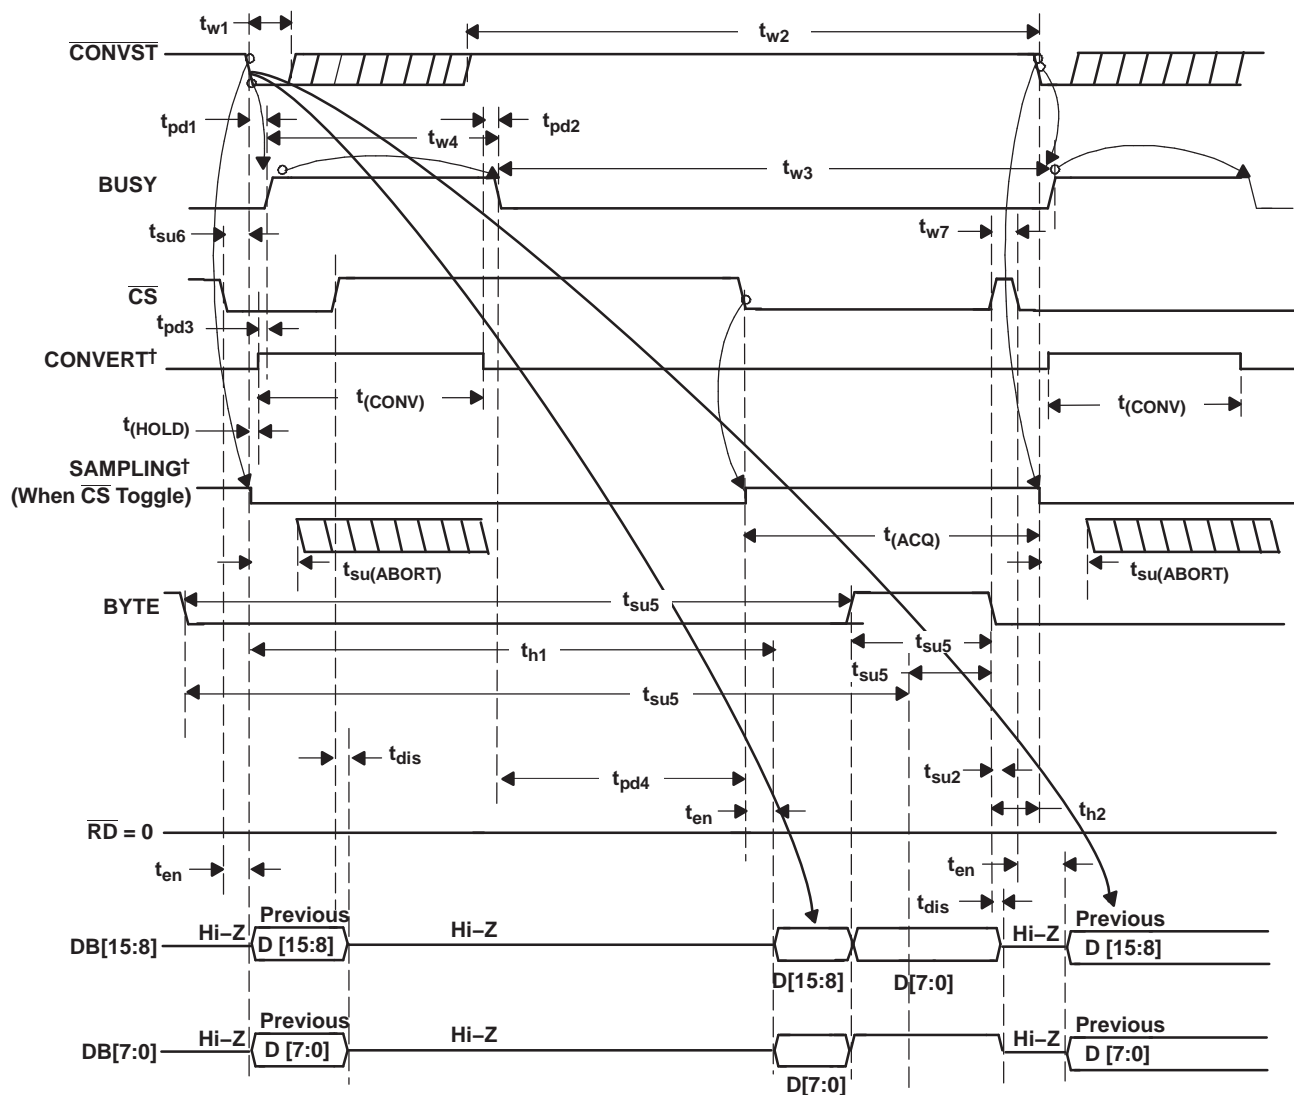 tw1
CONVST
tw2
tpd1
tw4
tpd2
BUSY
tw3
tsu6
tw7
CS
tpd3
CONVERT†
t(CONV)
t(CONV)
t(HOLD)
SAMPLING†
(When CS Toggle)
t(ACQ)
tsu(ABORT)
tsu(ABORT)
BYTE
tsu5
tsu5
th1
tsu5
tsu5
tdis
tpd4
tsu2
ten
th2
RD = 0
ten
ten
tdis
Previous
Previous
DB[15:8]
Hi–Z
D [15:8]
Hi–Z
Hi–Z
D [15:8]
D[15:8]
D[7:0]
Previous
Previous
DB[7:0]
Hi–Z
D [7:0]
Hi–Z
Hi–Z
D [7:0]
D[7:0]